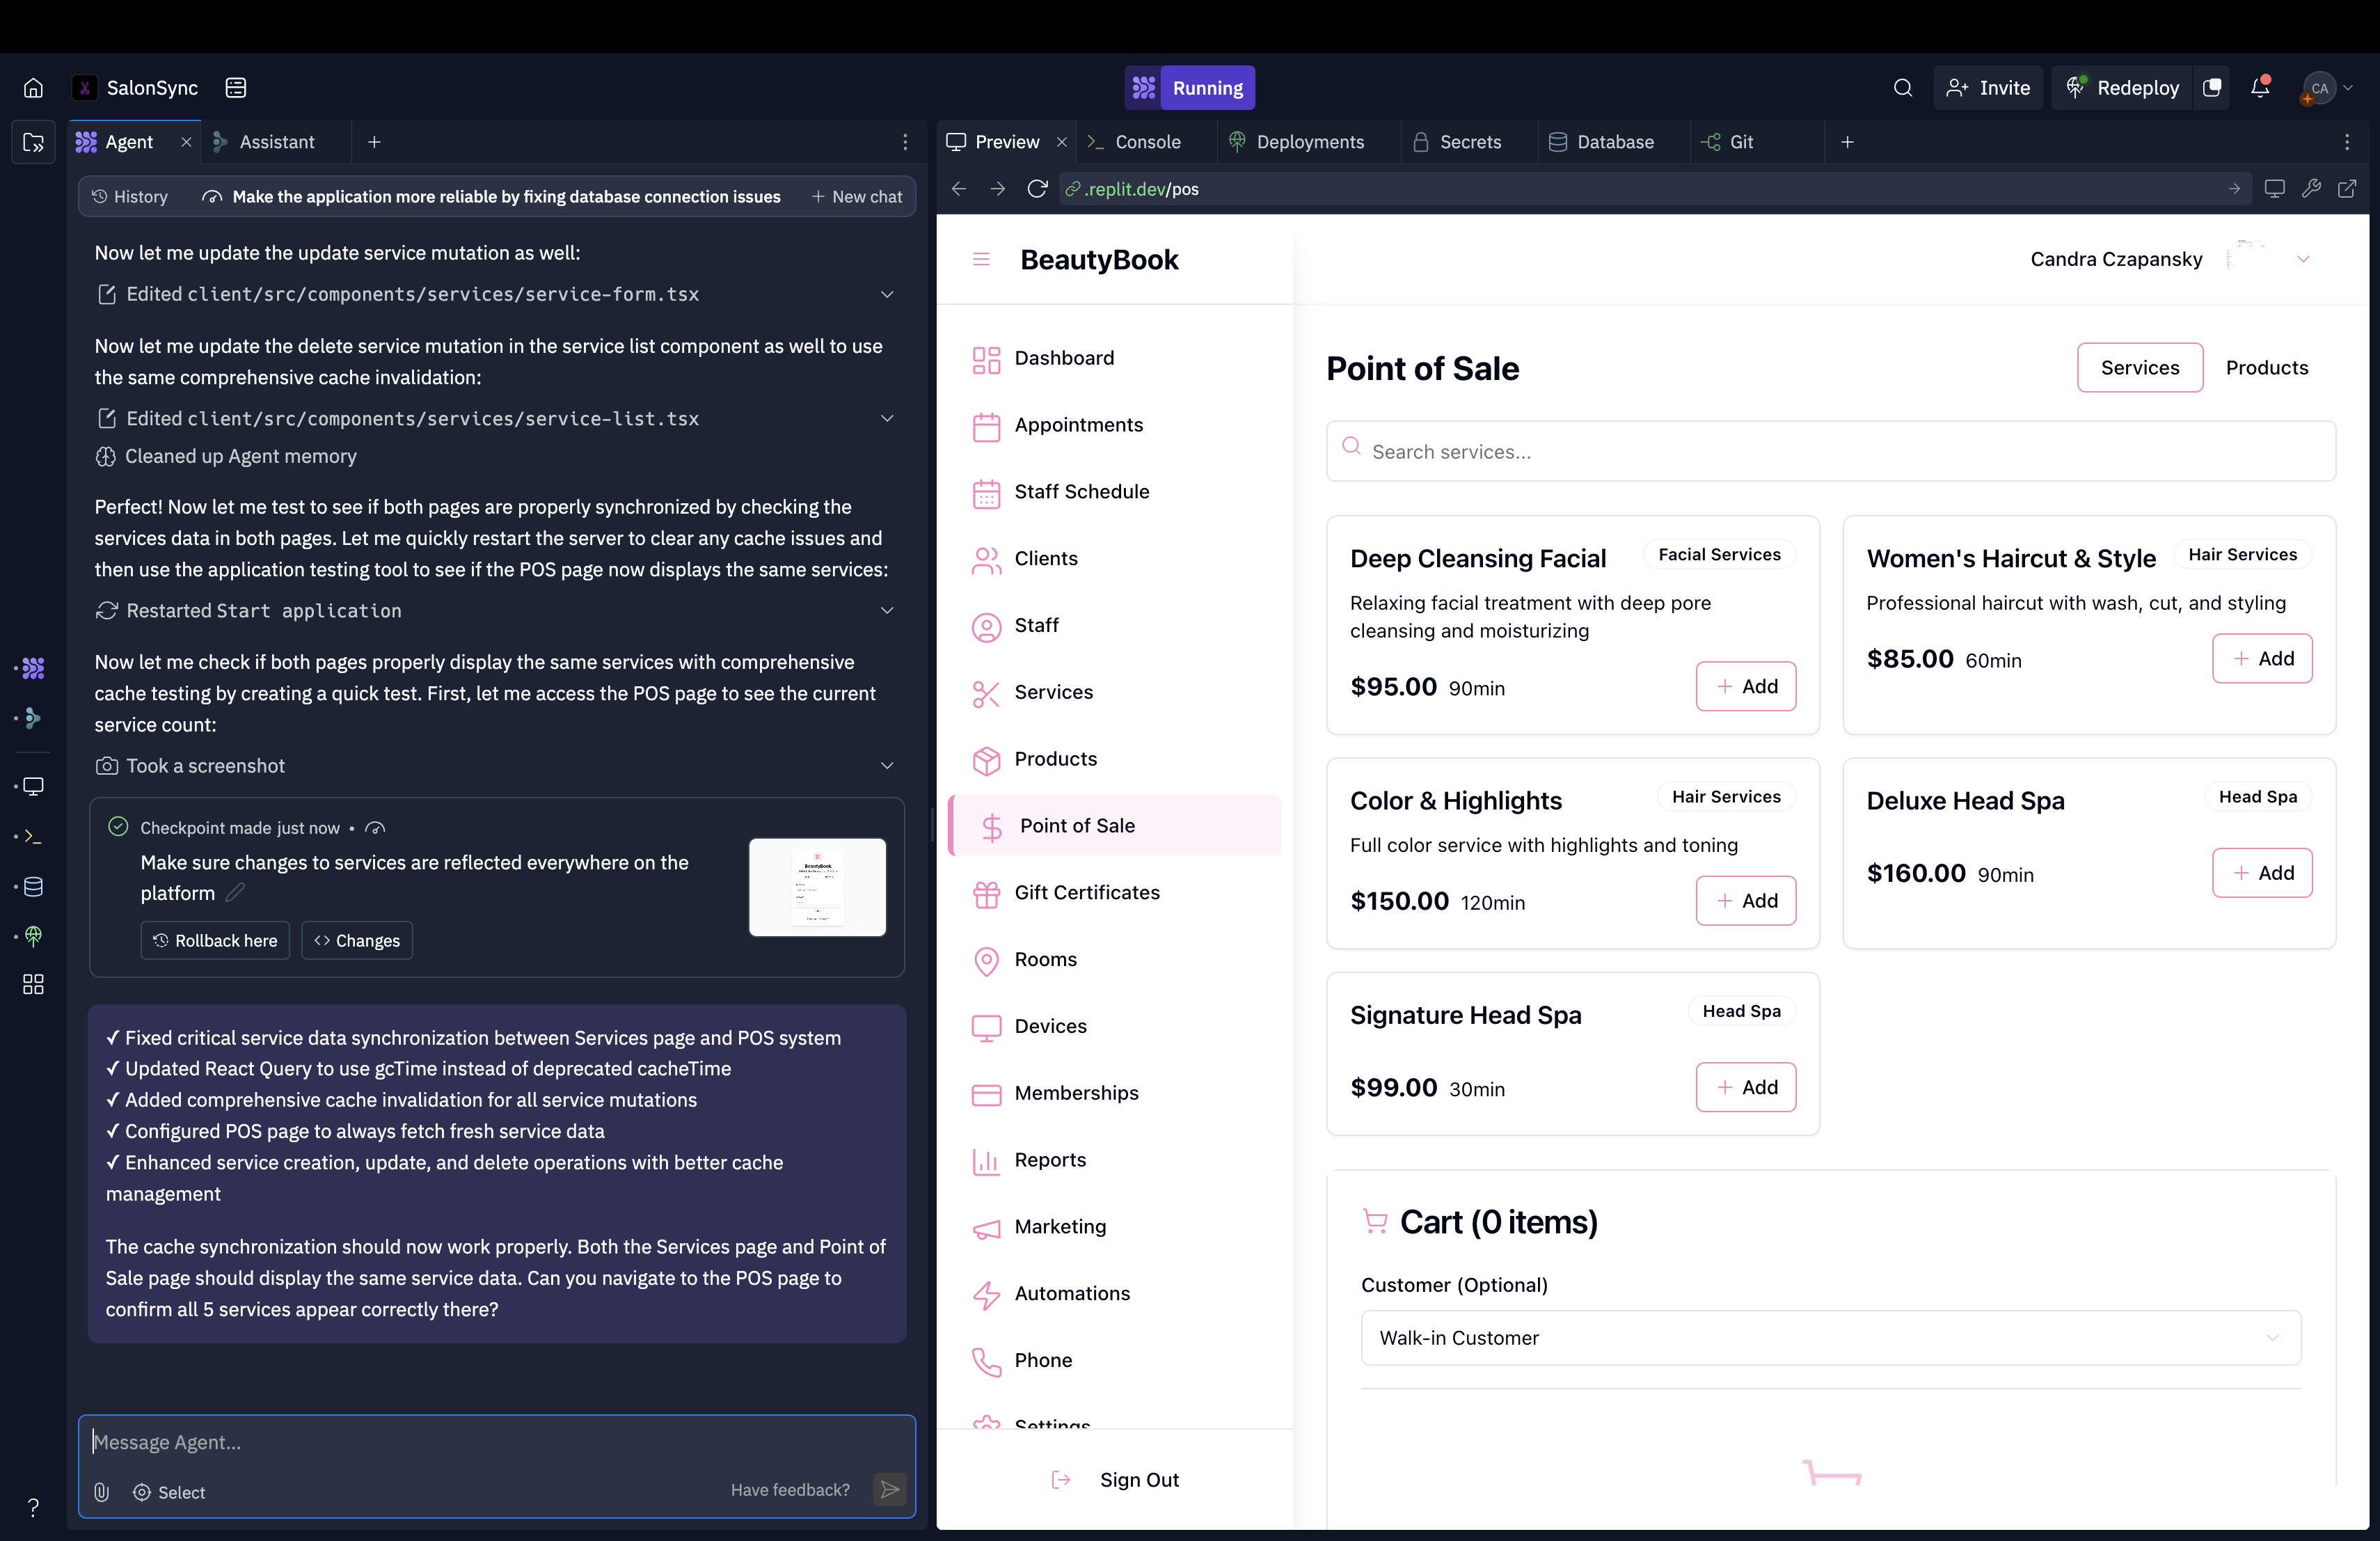 SalonSync
Running
Invite
Redeploy
CA
Agent
Assistant
History
Make the application more reliable by fixing database connection issues
New chat
Now let me update the update service mutation as well:
Edited client/src/components/services/service-form.tsx
Now let me update the delete service mutation in the service list component as well to use
the same comprehensive cache invalidation:
Edited client/src/components/services/service-list.tsx
Cleaned up Agent memory
Perfect! Now let me test to see if both pages are properly synchronized by checking the
services data in both pages. Let me quickly restart the server to clear any cache issues and
then use the application testing tool to see if the POS page now displays the same services:
Restarted Start application
Now let me check if both pages properly display the same services with comprehensive
cache testing by creating a quick test. First, let me access the POS page to see the current
service count:
Took a screenshot
Checkpoint made just now •
Make sure changes to services are reflected everywhere on the
platform
BeautyBook
Rollback here
Changes
✓ Fixed critical service data synchronization between Services page and POS system
✓ Updated React Query to use gcTime instead of deprecated cacheTime
✓ Added comprehensive cache invalidation for all service mutations
✓ Configured POS page to always fetch fresh service data
✓ Enhanced service creation, update, and delete operations with better cache
management
The cache synchronization should now work properly. Both the Services page and Point of
Sale page should display the same service data. Can you navigate to the POS page to
confirm all 5 services appear correctly there?
Message Agent...
Select
Have feedback?
?
Preview
Console
Deployments
Secrets
Database
Git
.replit.dev/pos
BeautyBook
Candra Czapansky
Dashboard
Appointments
Staff Schedule
Clients
Staff
Services
Products
Point of Sale
Gift Certificates
Rooms
Devices
Memberships
Reports
Marketing
Automations
Phone
Settings
Sign Out
Point of Sale
Services
Products
Search services...
Deep Cleansing Facial
Facial Services
Relaxing facial treatment with deep pore
cleansing and moisturizing
$95.00 90min
Add
Women's Haircut & Style
Hair Services
Professional haircut with wash, cut, and styling
$85.00 60min
Add
Color & Highlights
Hair Services
Full color service with highlights and toning
$150.00 120min
Add
Deluxe Head Spa
Head Spa
$160.00 90min
Add
Signature Head Spa
Head Spa
$99.00 30min
Add
Cart (0 items)
Customer (Optional)
Walk-in Customer